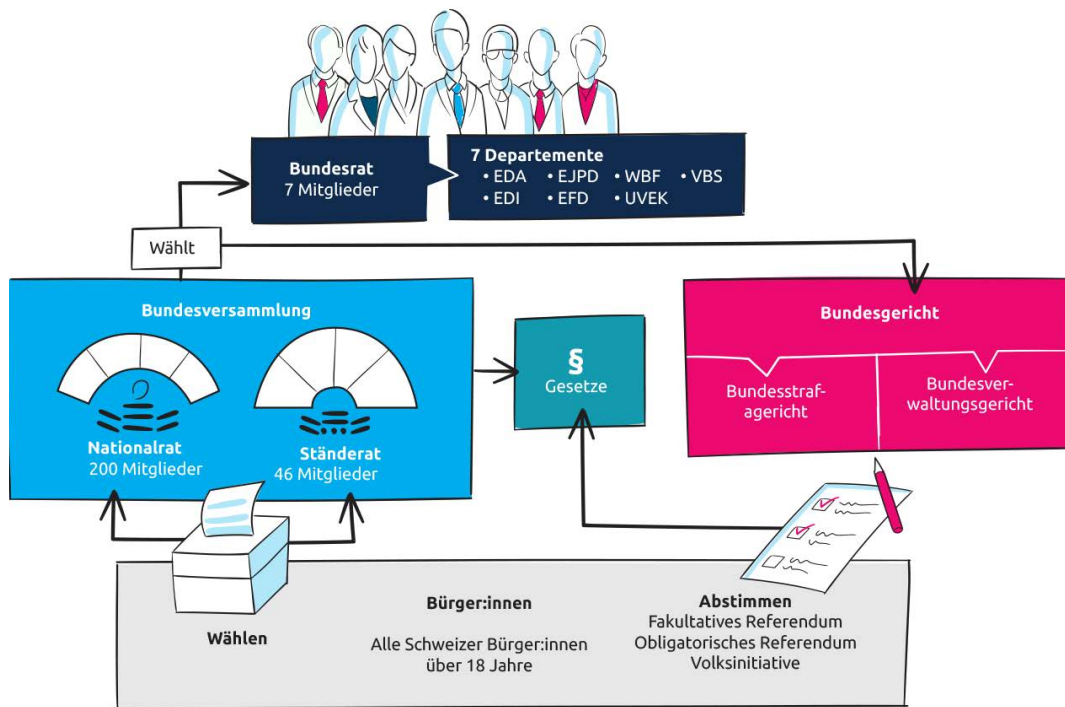 Bundesrat
7 Mitglieder
7 Departemente
• EDA • EJPD • WBF • VBS
• EDI • EFD • UVEK
Wählt
Bundesversammlung
Nationalrat
200 Mitglieder
Ständerat
46 Mitglieder
§
Gesetze
Bundesgericht
Bundesstraf-
agericht
Bundesver-
waltungsgericht
Wählen
Bürger:innen
Alle Schweizer Bürger:innen
über 18 Jahre
Abstimmen
Fakultatives Referendum
Obligatorisches Referendum
Volksinitiative